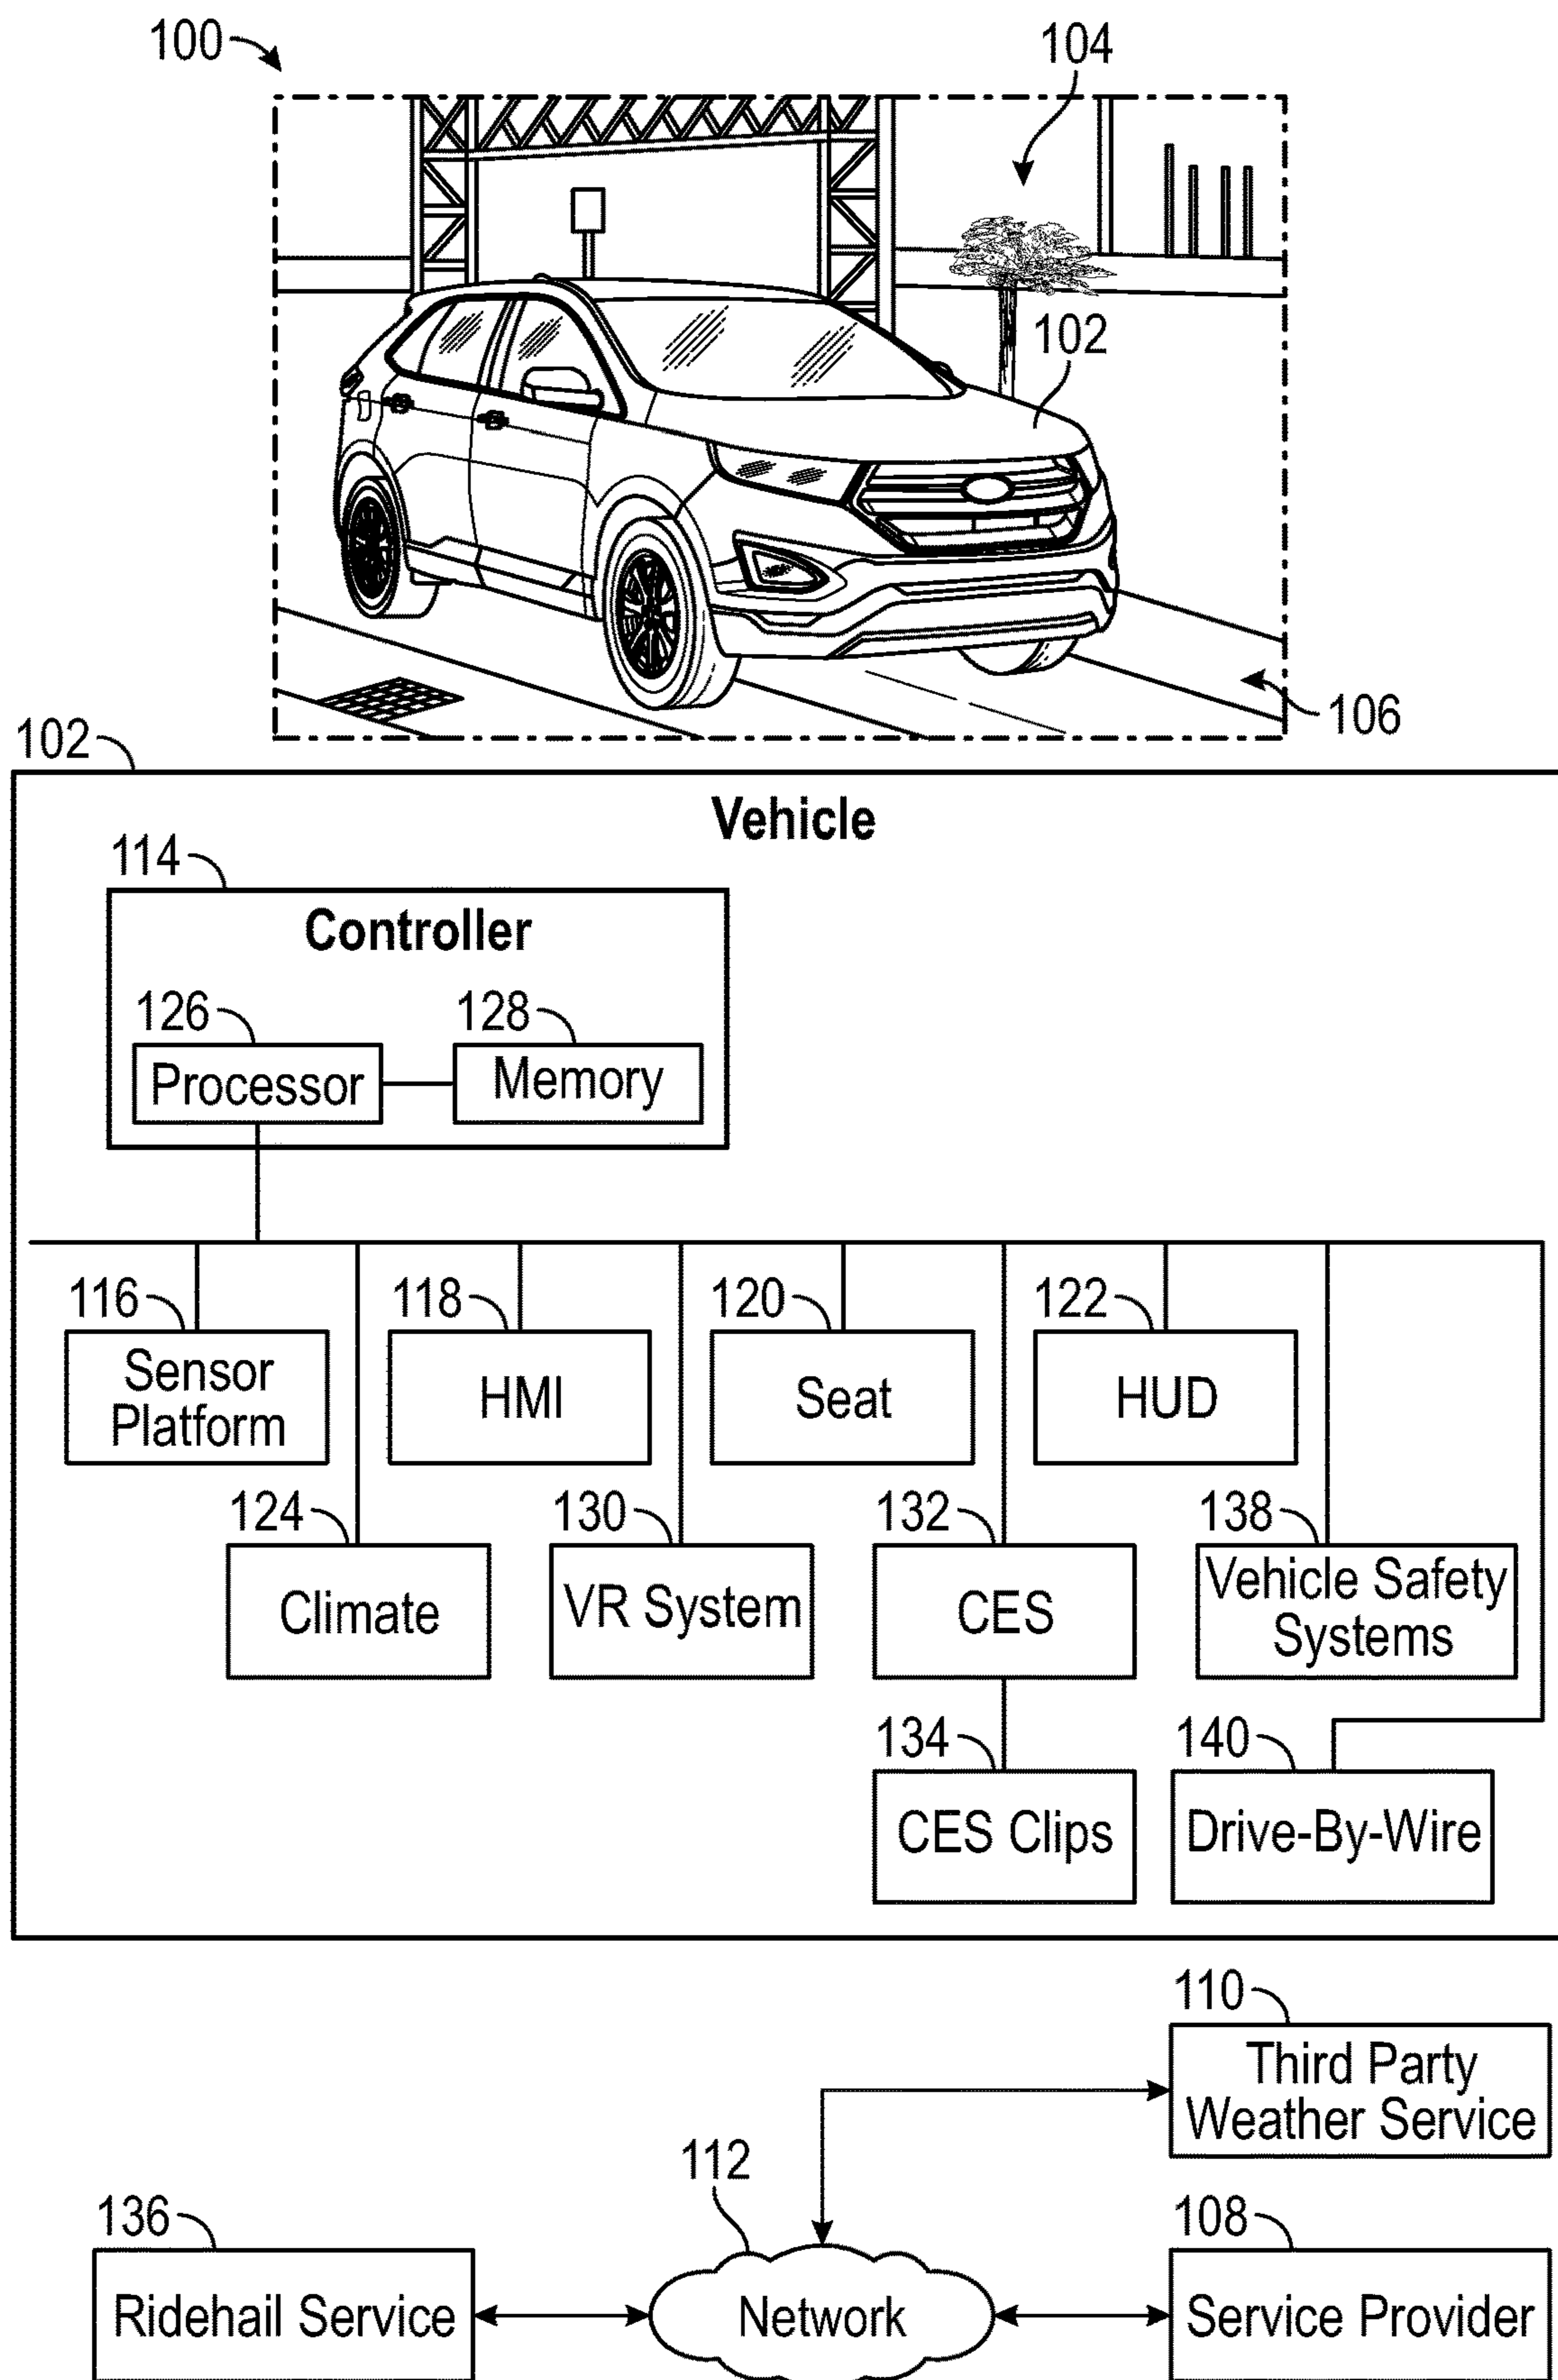 100
104
102
106
102
Vehicle
114
Controller
126
128
Processor
Memory
116
118
120
122
Sensor
Platform
HMI
Seat
HUD
124
130
132
138
Climate
VR System
CES
Vehicle Safety
Systems
134
140
CES Clips
Drive-By-Wire
110
Third Party
Weather Service
112
136
108
Ridehail Service
Network
Service Provider